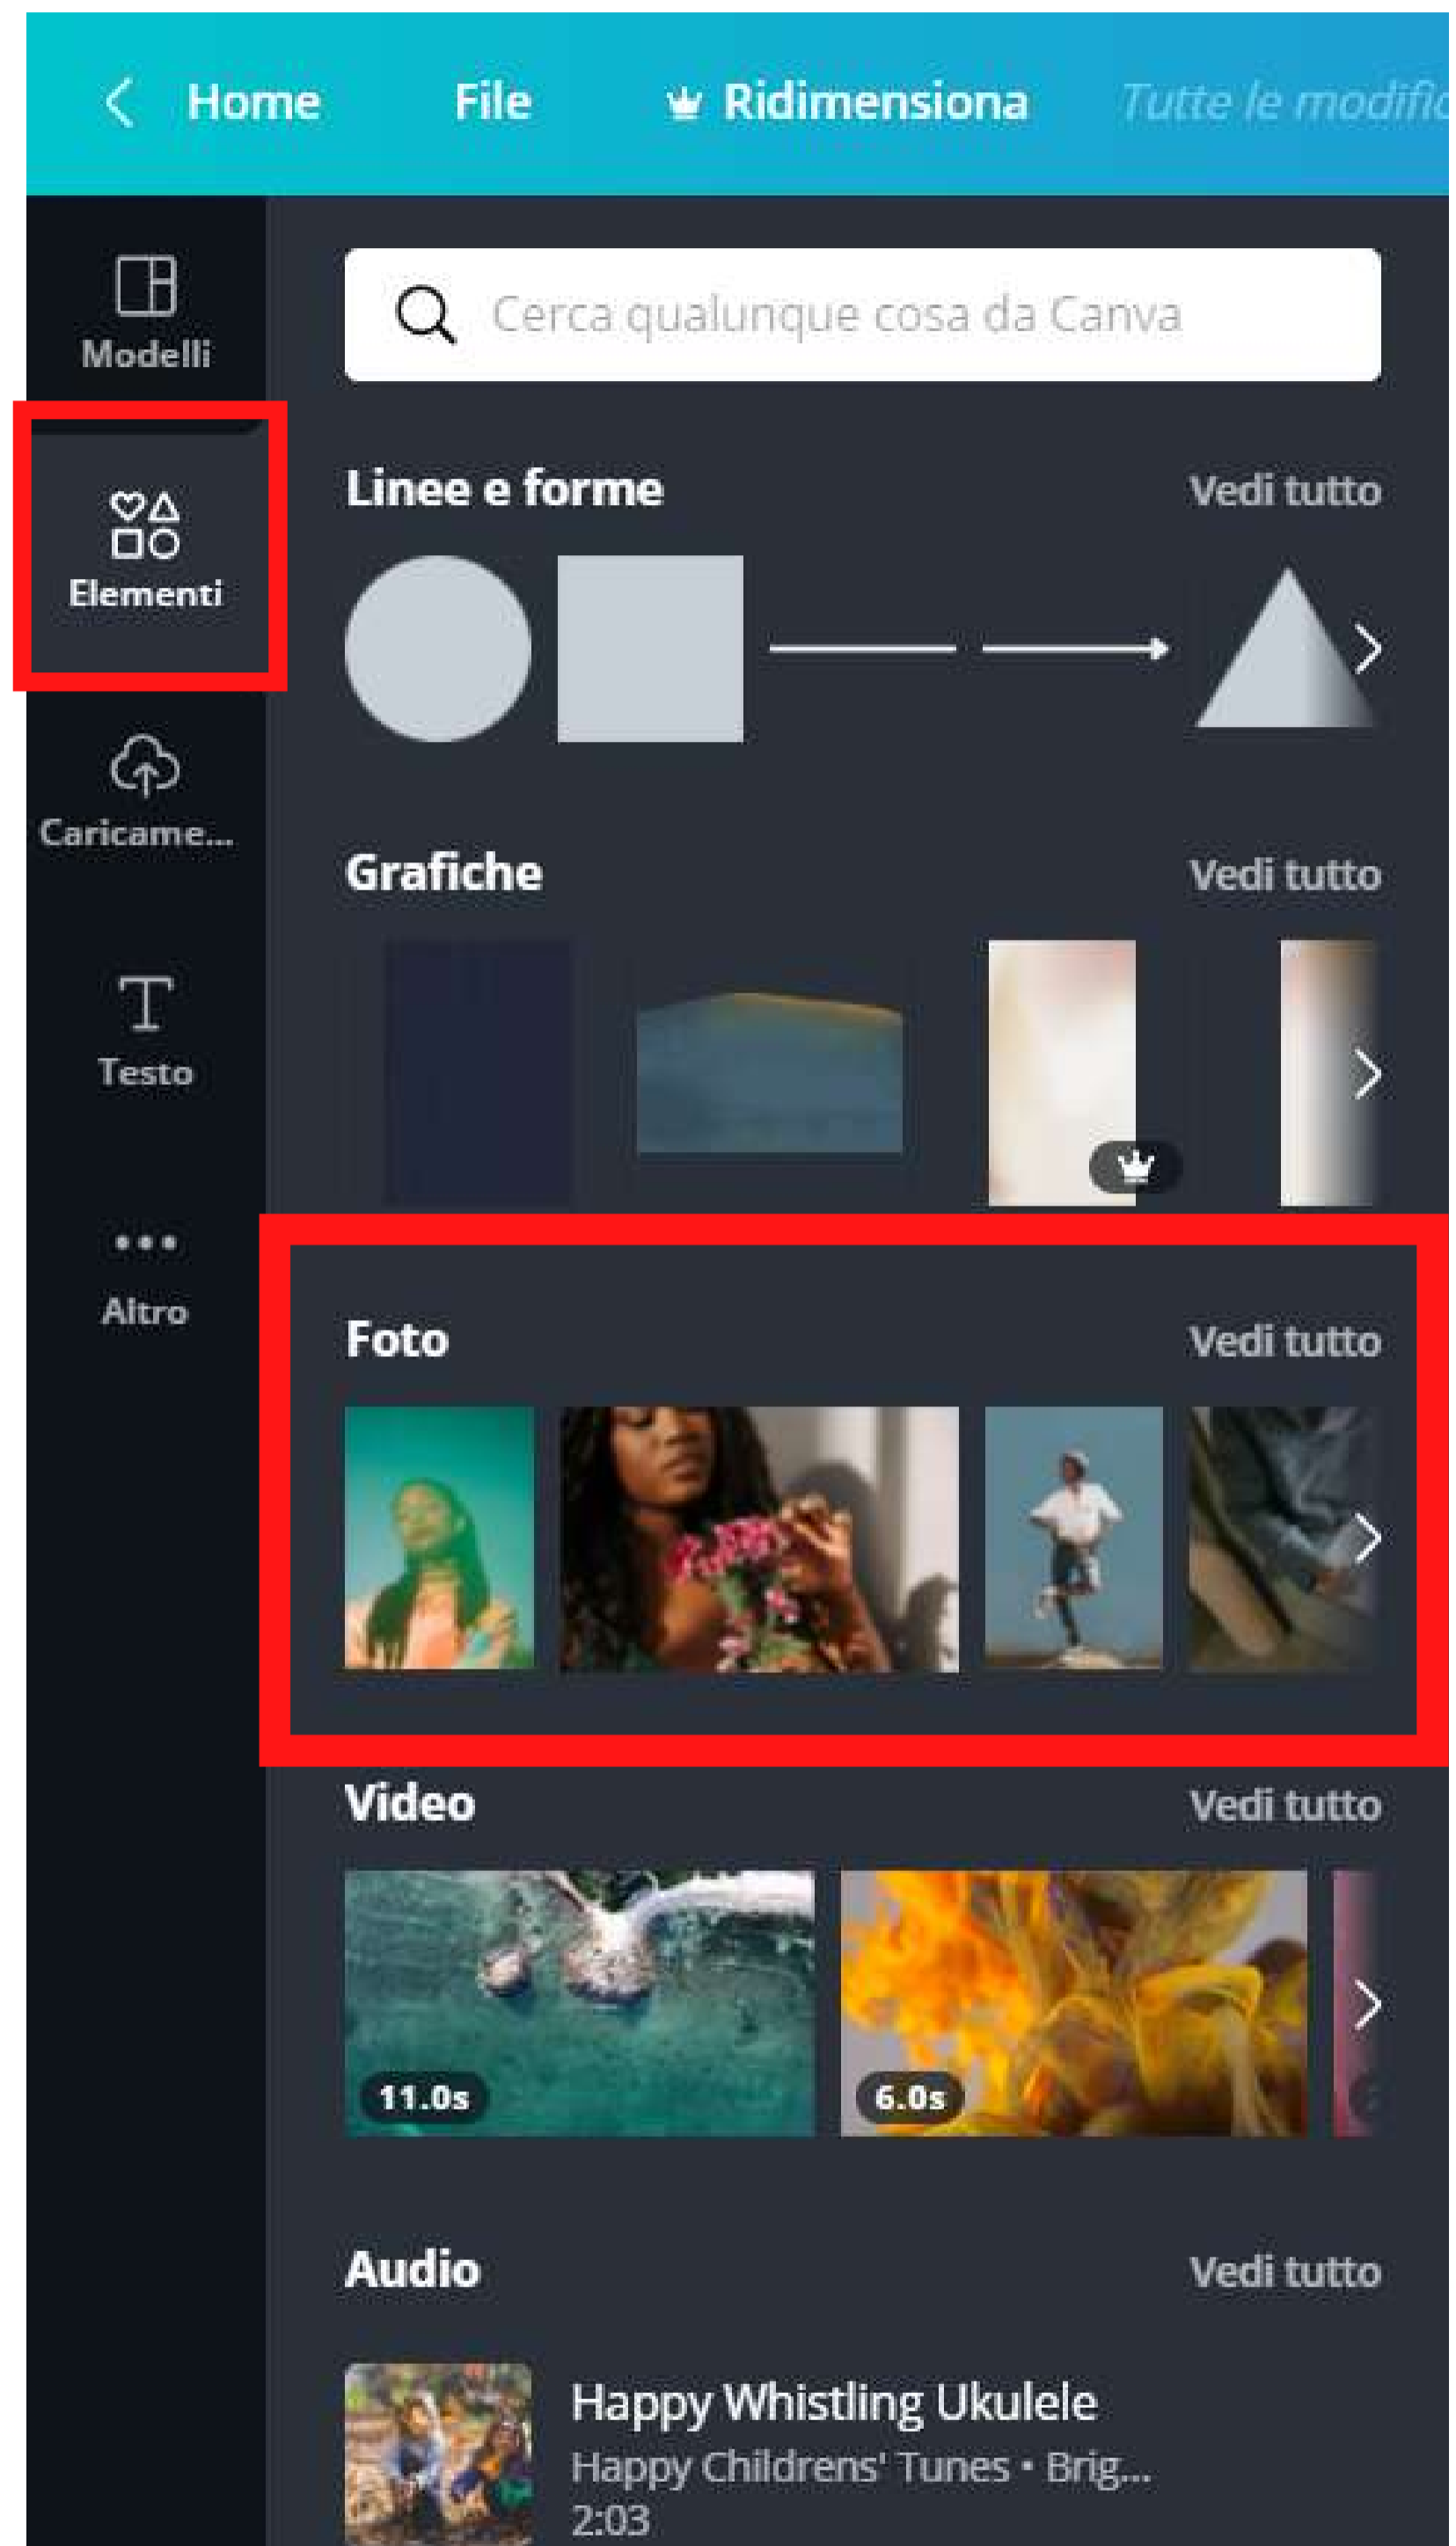 Home File Ridimensiona Tutte le
Modelli
Elementi
Caricame...
Testo
Altro
Cerca qualunque cosa da Canva
Linee e forme Vedi tutto
Grafiche Vedi tutto
Foto Vedi tutto
Video Vedi tutto
11.0s 6.0s
Audio Vedi tutto
Happy Whistling Ukulele
Happy Childrens' Tunes • Brig...
2:03